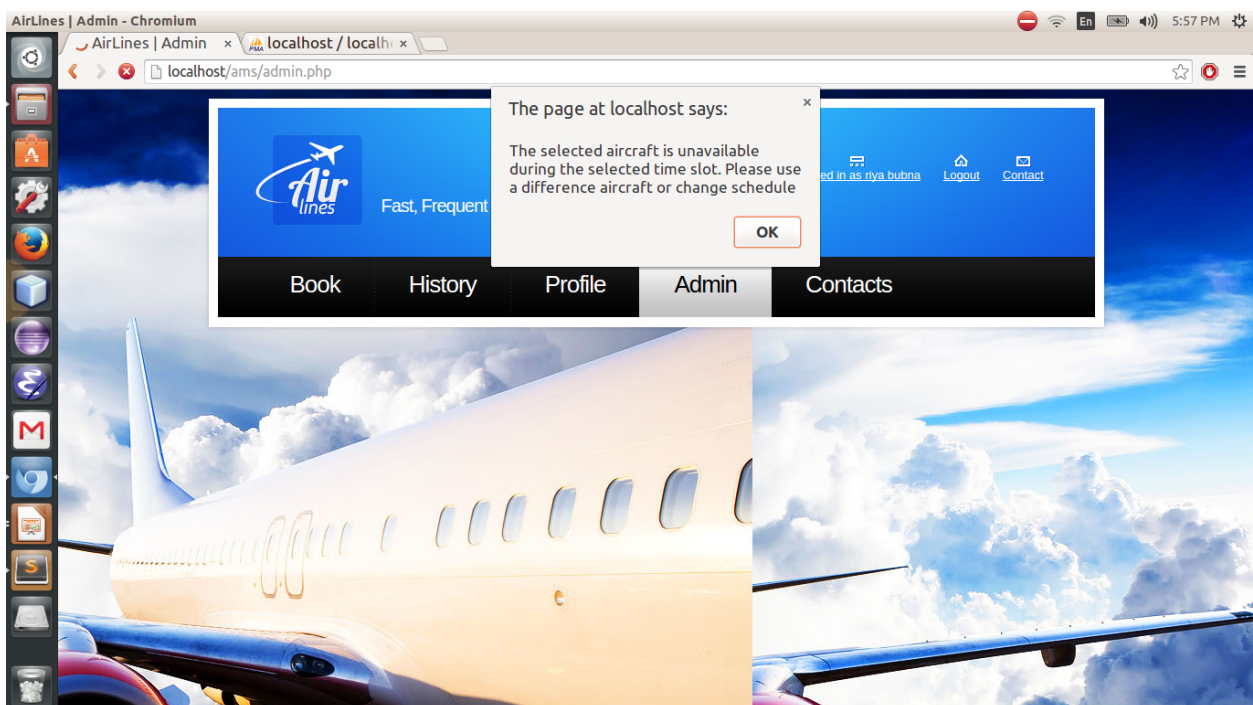 AirLines | Admin - Chromium
En
5:57 PM
AirLines | Admin
localhost / localh
localhost/ams/admin.php
The page at localhost says:
The selected aircraft is unavailable
during the selected time slot. Please use
a difference aircraft or change schedule
OK
Air
lines
Fast, Frequent
ed in as riya bubna
Logout
Contact
Book
History
Profile
Admin
Contacts